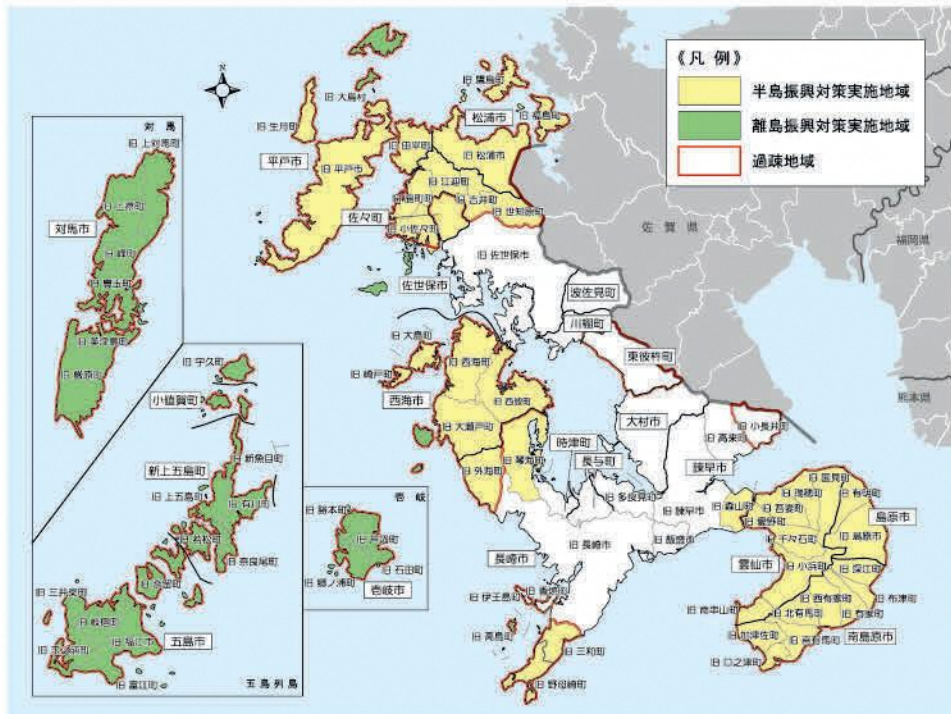 《凡 例》
半島振興対策実施地域
離島振興対策実施地域
過疎地域
N
対 馬
旧 上対馬町
旧 上県町
対馬市
旧 峰町
旧 豊玉町
旧 美津島町
旧 厳原町
旧 大島村
旧 生月町
平戸市
旧 平戸市
旧 田平町
旧 鷹島町
松浦市
旧 福島町
旧 松浦市
旧 江迎町
旧 鹿町町
旧 吉井町
旧 世知原町
佐々町
旧 小佐々町
旧 佐世保市
佐世保市
波佐見町
川棚町
東彼杵町
佐 賀 県
福岡県
熊本県
旧 宇久町
小値賀町
新上五島町
旧 新魚目町
旧 上五島町
旧 有川町
旧 若松町
旧 奈良尾町
旧 奈留町
旧 三井楽町
旧 岐宿町
旧 玉之浦町
旧 福江市
五島市
旧 富江町
五 島 列 島
壱 岐
旧 勝本町
旧 芦辺町
旧 石田町
旧 郷ノ浦町
壱岐市
旧 大島町
旧 崎戸町
旧 西海町
西海市
旧 西彼町
旧 大瀬戸町
旧 外海町
旧 琴海町
時津町
長与町
大村市
旧 小長井町
旧 高来町
諫早市
旧 多良見町
旧 諫早市
旧 森山町
旧 飯盛町
長崎市
旧 長崎市
旧 伊王島町
旧 香焼町
旧 高島町
旧 三和町
旧 野母崎町
旧 国見町
旧 瑞穂町
旧 有明町
旧 吾妻町
旧 愛野町
島原市
旧 千々石町
旧 島原市
雲仙市
旧 小浜町
旧 深江町
旧 西有家町
旧 布津町
旧 南串山町
旧 北有馬町
旧 有家町
旧 加津佐町
旧 南有馬町
南島原市
旧 口之津町